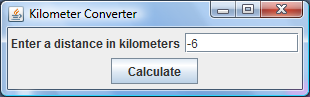 Kilometer Converter
Enter a distance in kilometers -6
Calculate